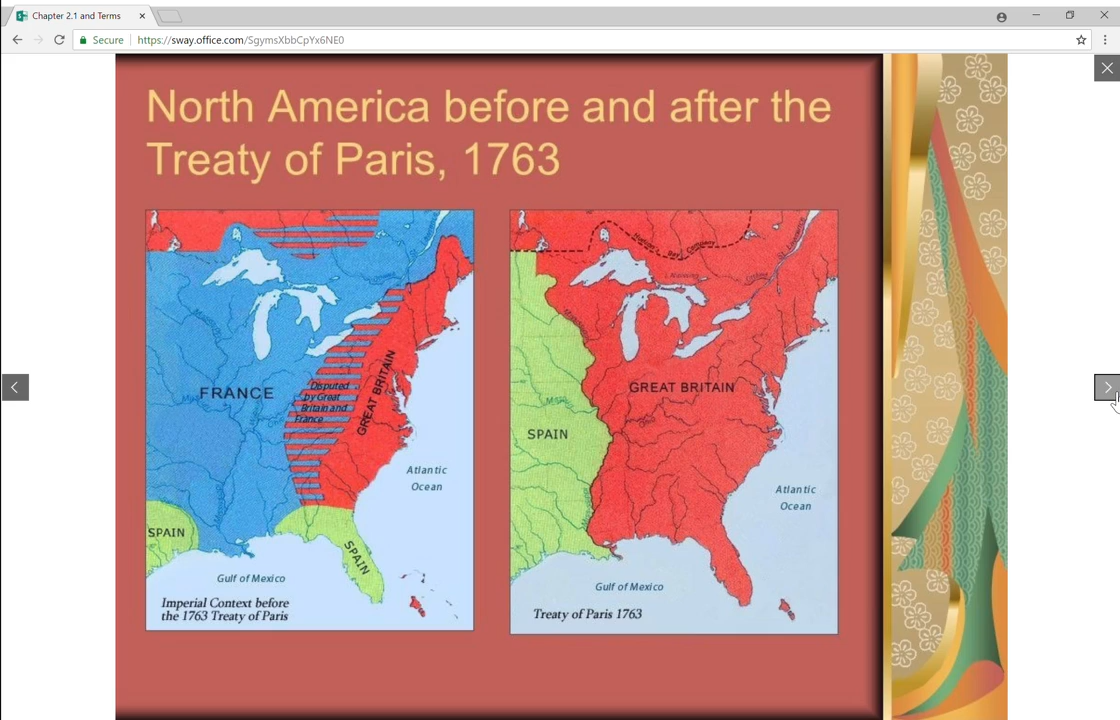 Chapter 2.1 and Terms
Secure
https://sway.office.com/SgymsXbbCpYx6NE0
North America before and after the
Treaty of Paris, 1763
FRANCE
Disputed
by Great
Britain and
France
GREAT BRITAIN
Atlantic
Ocean
SPAIN
SPAIN
Gulf of Mexico
Imperial Context before
the 1763 Treaty of Paris
Hudson's Bay Company
GREAT BRITAIN
SPAIN
Atlantic
Ocean
Gulf of Mexico
Treaty of Paris 1763